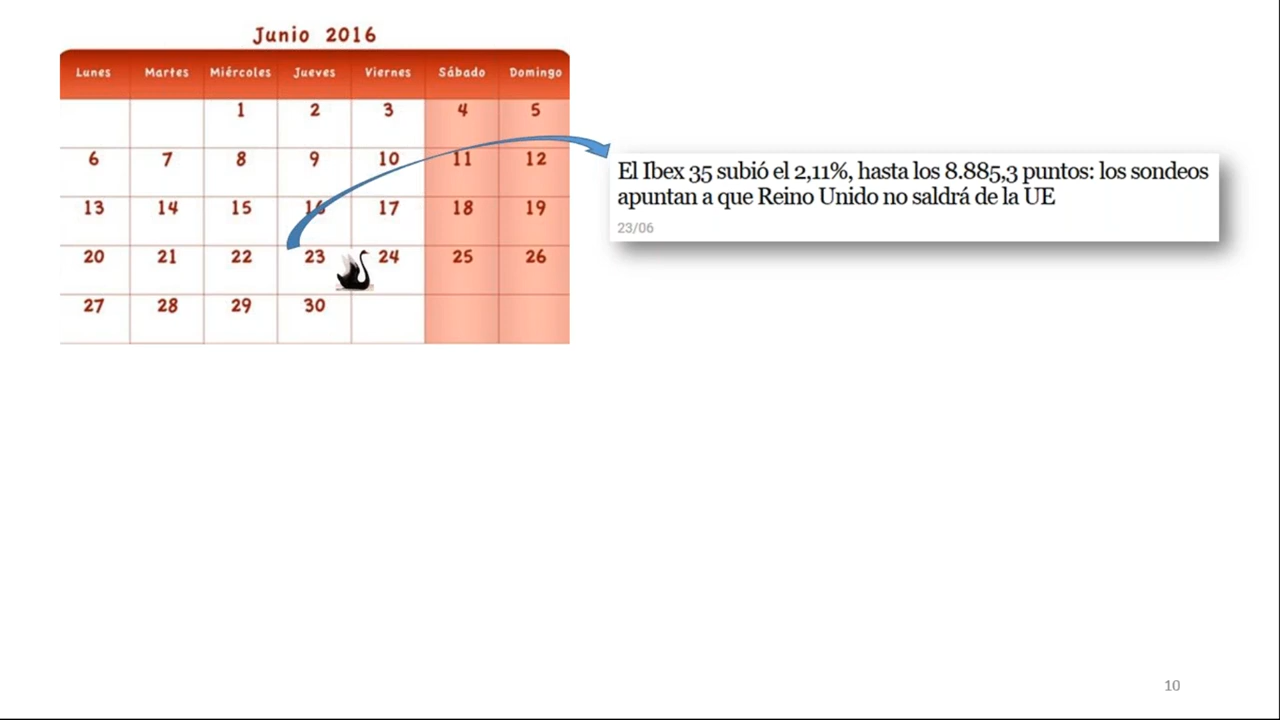 Junio 2016
Lunes Martes Miércoles Jueves Viernes Sábado Domingo
1 2 3 4 5
6 7 8 9 10 11 12
13 14 15 16 17 18 19
20 21 22 23 24 25 26
27 28 29 30
El Ibex 35 subió el 2,11%, hasta los 8.885,3 puntos: los sondeos
apuntan a que Reino Unido no saldrá de la UE
23/06
10